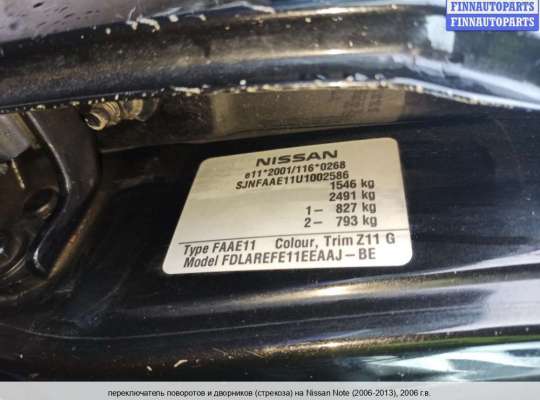 FINNAUTOPARTS
FINNAUTOPARTS
FINNAUTOPARTS
NISSAN
e11*2001/116*0268
SJNFAAE11U1002586
1546 kg
2491 kg
1- 827 kg
2- 793 kg
Type FAAE11 Colour, Trim Z11 G
Model FDLAREFE11EEAAJ-BE
переключатель поворотов и дворников (стрекоза) на Nissan Note (2006-2013), 2006 г.в.